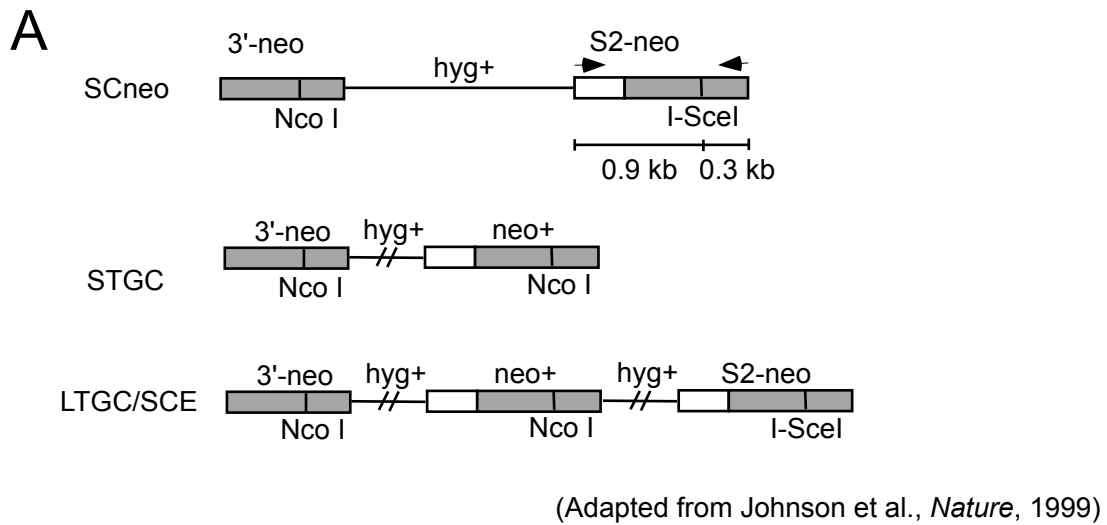 A
3'-neo S2-neo
SCneo hyg+
Nco I I-SceI
0.9 kb 0.3 kb
3'-neo hyg+ neo+
STGC
Nco I Nco I
3'-neo hyg+ neo+ hyg+ S2-neo
LTGC/SCE
Nco I Nco I I-SceI
(Adapted from Johnson et al., Nature, 1999)